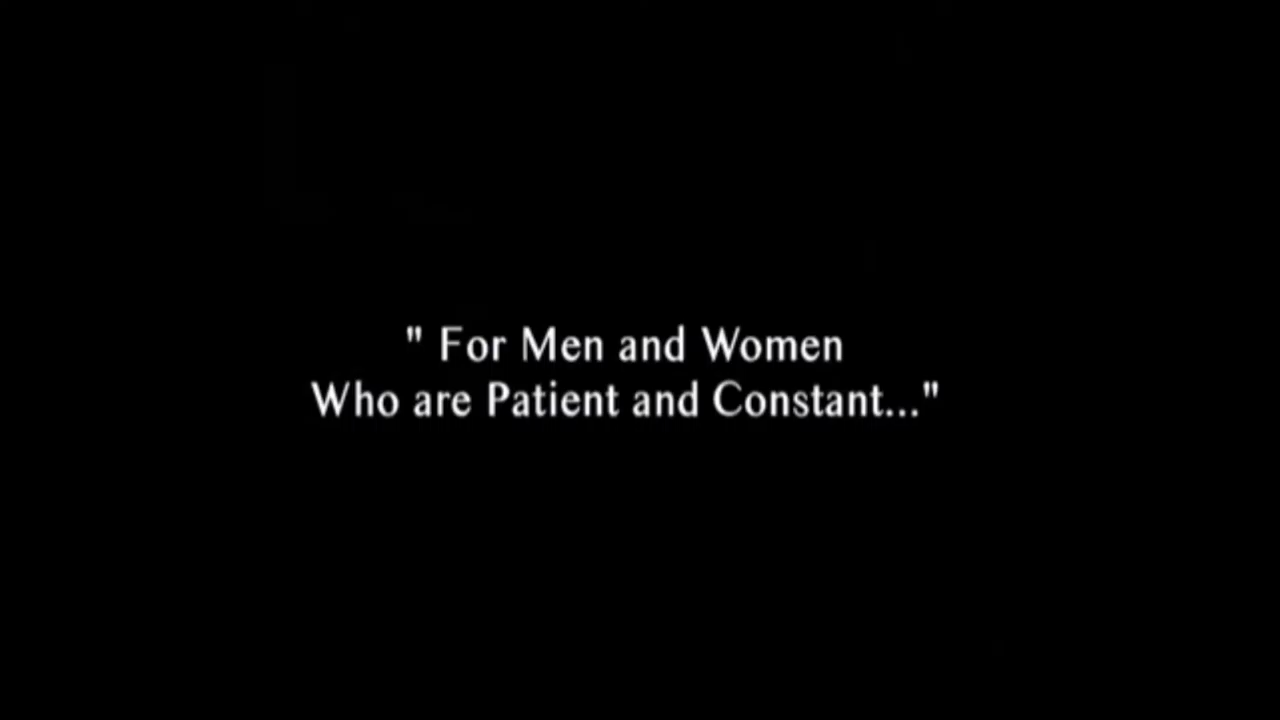 " For Men and Women
Who are Patient and Constant..."